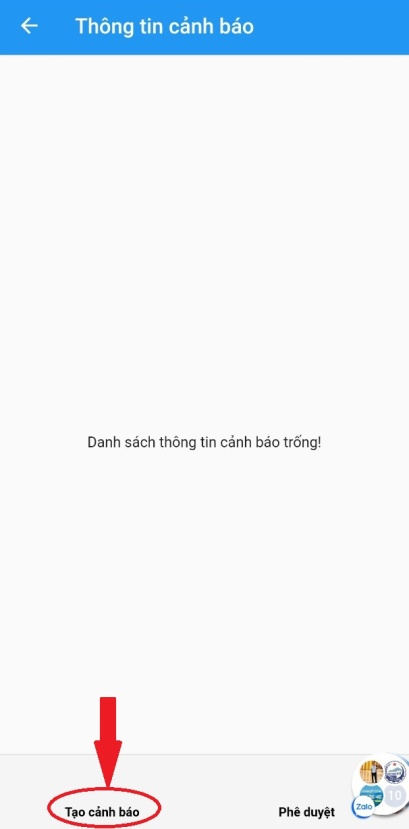 Thông tin cảnh báo
Danh sách thông tin cảnh báo trống!
Tạo cảnh báo
Phê duyệt
10
Zalo